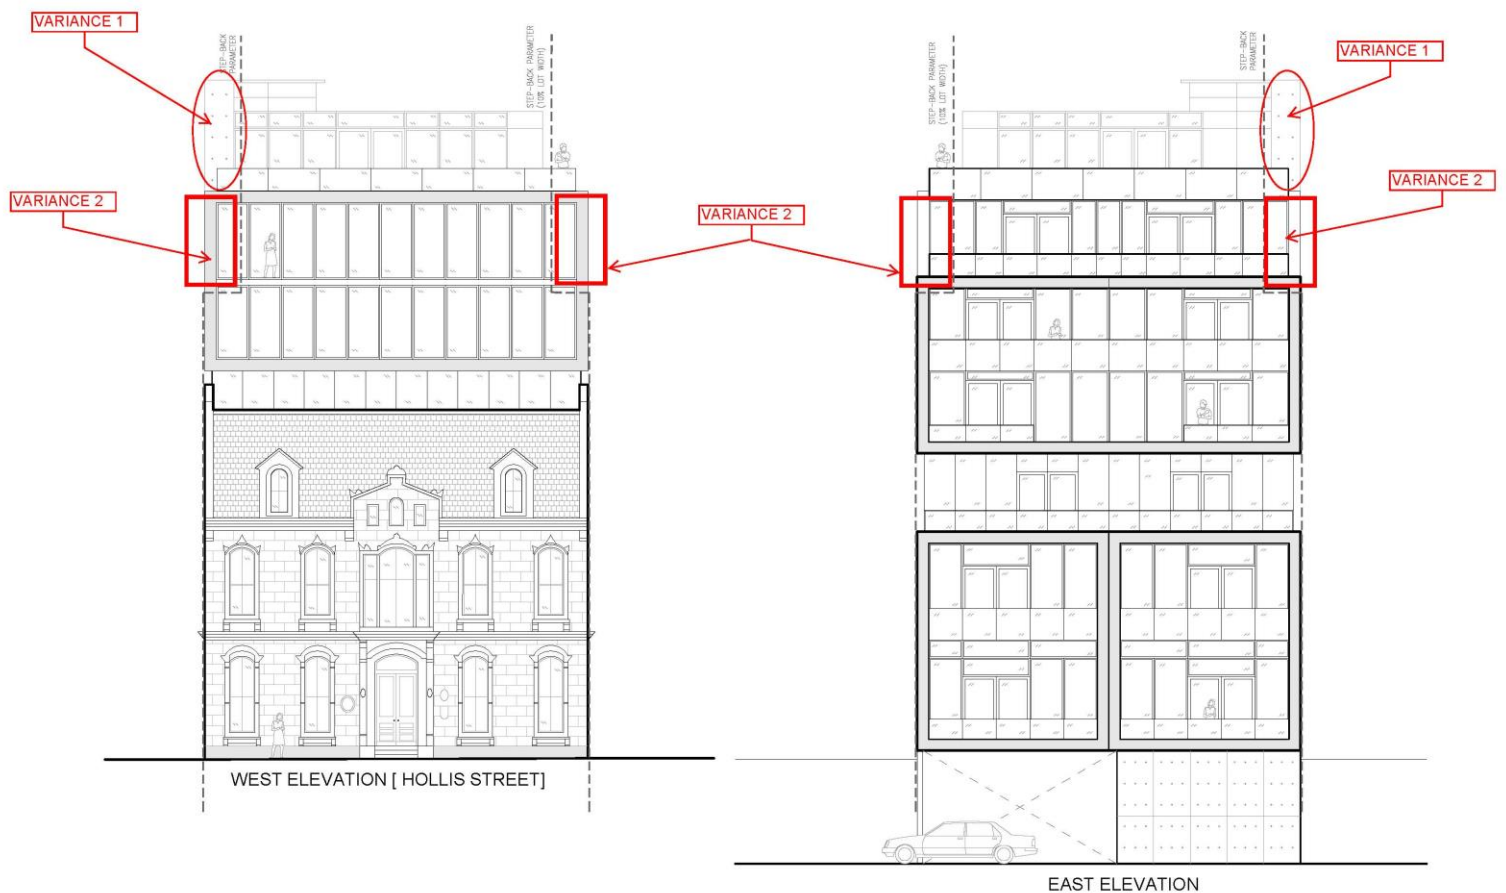 VARIANCE 1
STEP-BACK
PARAMETER
STEP-BACK PARAMETER
(10% LOT WIDTH)
VARIANCE 2
VARIANCE 2
WEST ELEVATION [ HOLLIS STREET]
STEP-BACK PARAMETER
(10% LOT WIDTH)
STEP-BACK
PARAMETER
VARIANCE 1
VARIANCE 2
EAST ELEVATION